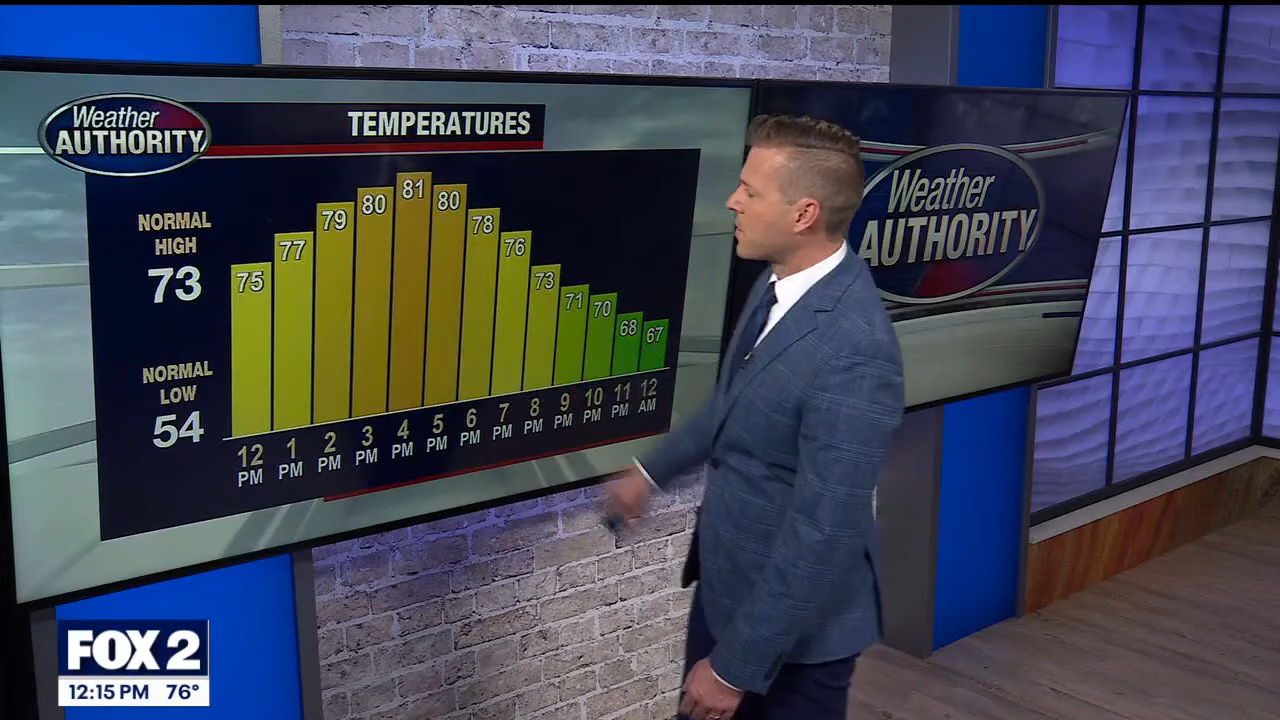 Weather
AUTHORITY
TEMPERATURES
NORMAL
HIGH
73
NORMAL
LOW
54
75 77 79 80 81 80 78 76 73 71 70 68 67
12 1 2 3 4 5 6 7 8 9 10 11 12
PM PM PM PM PM PM PM PM PM PM PM PM AM
Weather
AUTHORITY
FOX 2
12:15 PM 76°